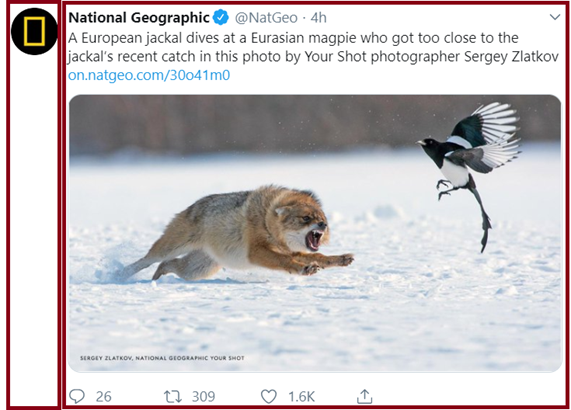 National Geographic @NatGeo · 4h
A European jackal dives at a Eurasian magpie who got too close to the
jackal's recent catch in this photo by Your Shot photographer Sergey Zlatkov
on.natgeo.com/30o41m0
SERGEY ZLATKOV, NATIONAL GEOGRAPHIC YOUR SHOT
26 309 1.6K